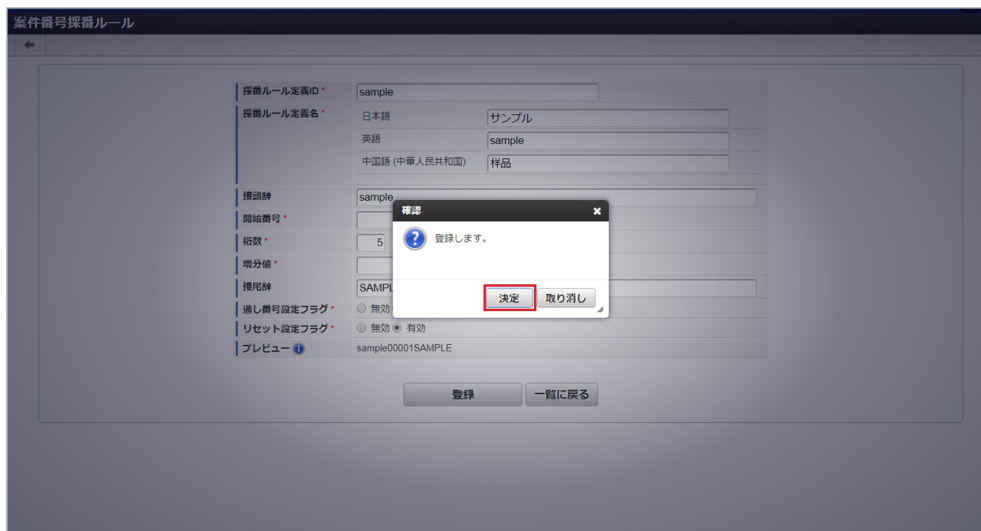 案件番号採番ルール
採番ルール定義ID * sample
採番ルール定義名 * 日本語 サンプル
英語 sample
中国語 (中華人民共和国) 样品
接頭辞 sample
開始番号 *
桁数 * 5
増分値 *
接尾辞 SAMPL
通し番号設定フラグ * 無効
リセット設定フラグ * 無効 有効
プレビュー sample00001SAMPLE
確認
登録します。
決定 取り消し
登録 一覧に戻る